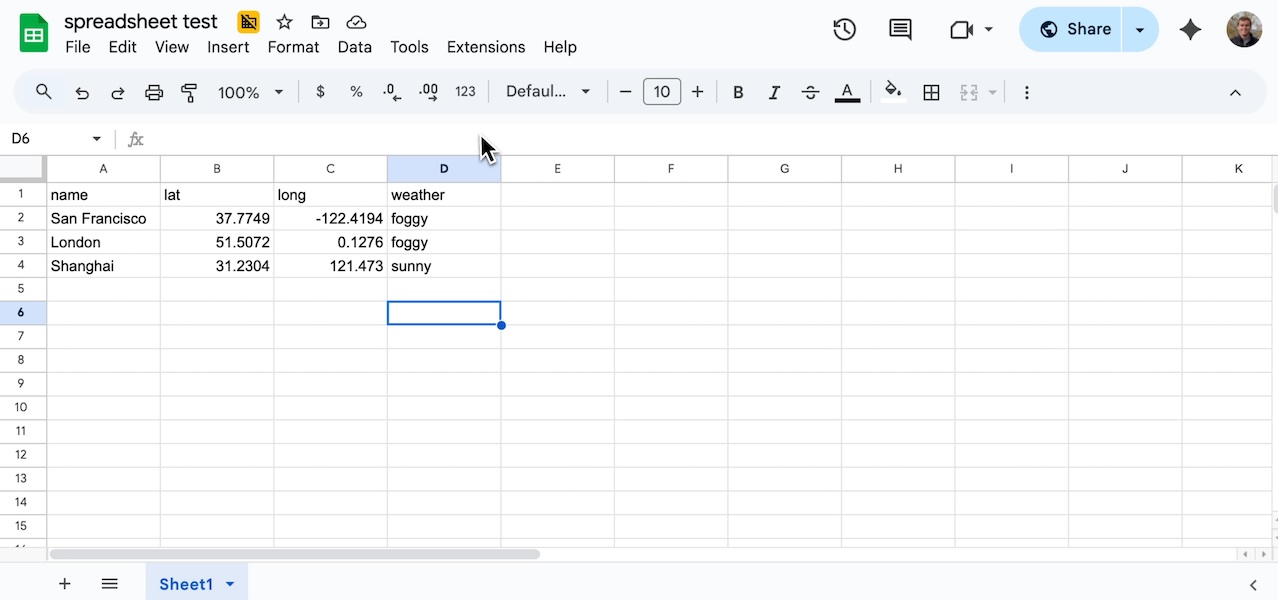 spreadsheet test
File Edit View Insert Format Data Tools Extensions Help
Share
100% $ % .0 .00 123 Defaul... 10 B I A
D6 fx
A B C D E F G H I J K
1 name lat long weather
2 San Francisco 37.7749 -122.4194 foggy
3 London 51.5072 0.1276 foggy
4 Shanghai 31.2304 121.473 sunny
5
6
7
8
9
10
11
12
13
14
15
Sheet1